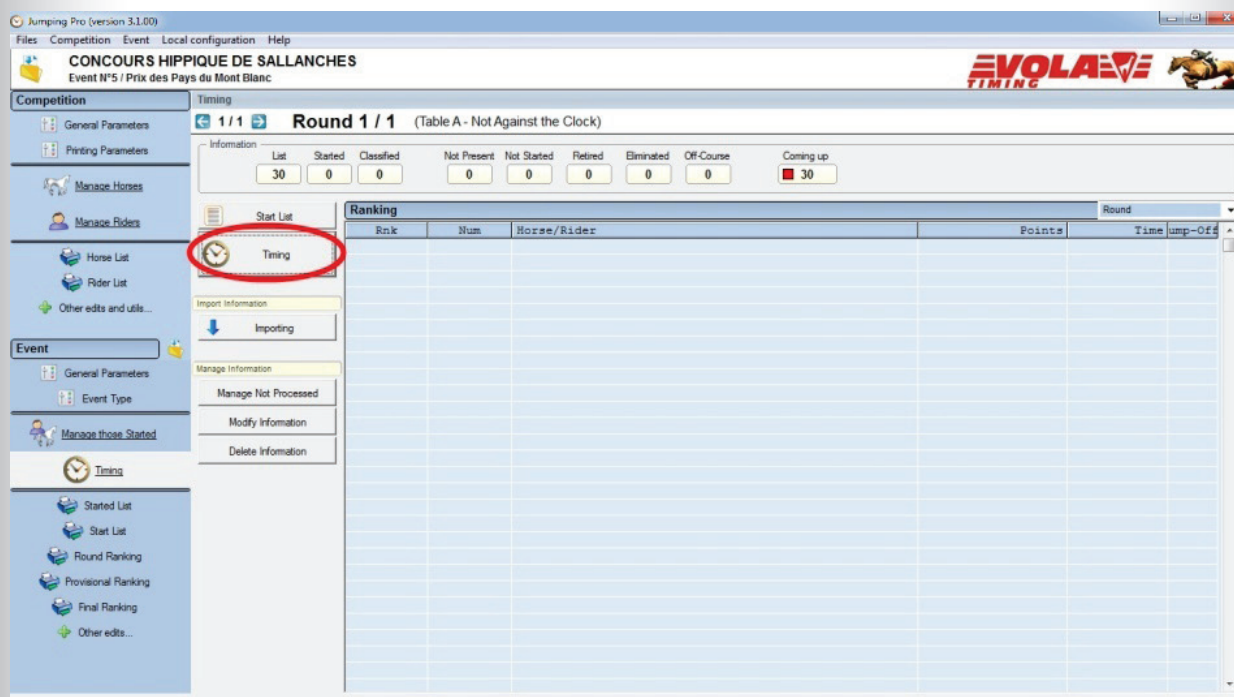 Jumping Pro (version 3.1.00)
Files Competition Event Local configuration Help
CONCOURS HIPPIQUE DE SALLANCHES
Event N°5 / Prix des Pays du Mont Blanc
VOLA
TIMING
Competition
General Parameters
Printing Parameters
Manage Horses
Manage Riders
Horse List
Rider List
Other edits and utils...
Event
General Parameters
Event Type
Manage those Started
Timing
Started List
Start List
Round Ranking
Provisional Ranking
Final Ranking
Other edits...
Timing
1 / 1 Round 1 / 1 (Table A - Not Against the Clock)
Information
List Started Classified Not Present Not Started Retired Eliminated Off-Course Coming up
30 0 0 0 0 0 0 0 30
Start List
Timing
Import Information
Importing
Manage Information
Manage Not Processed
Modify Information
Delete Information
Ranking Round
Rnk Num Horse/Rider Points Time ump-Off